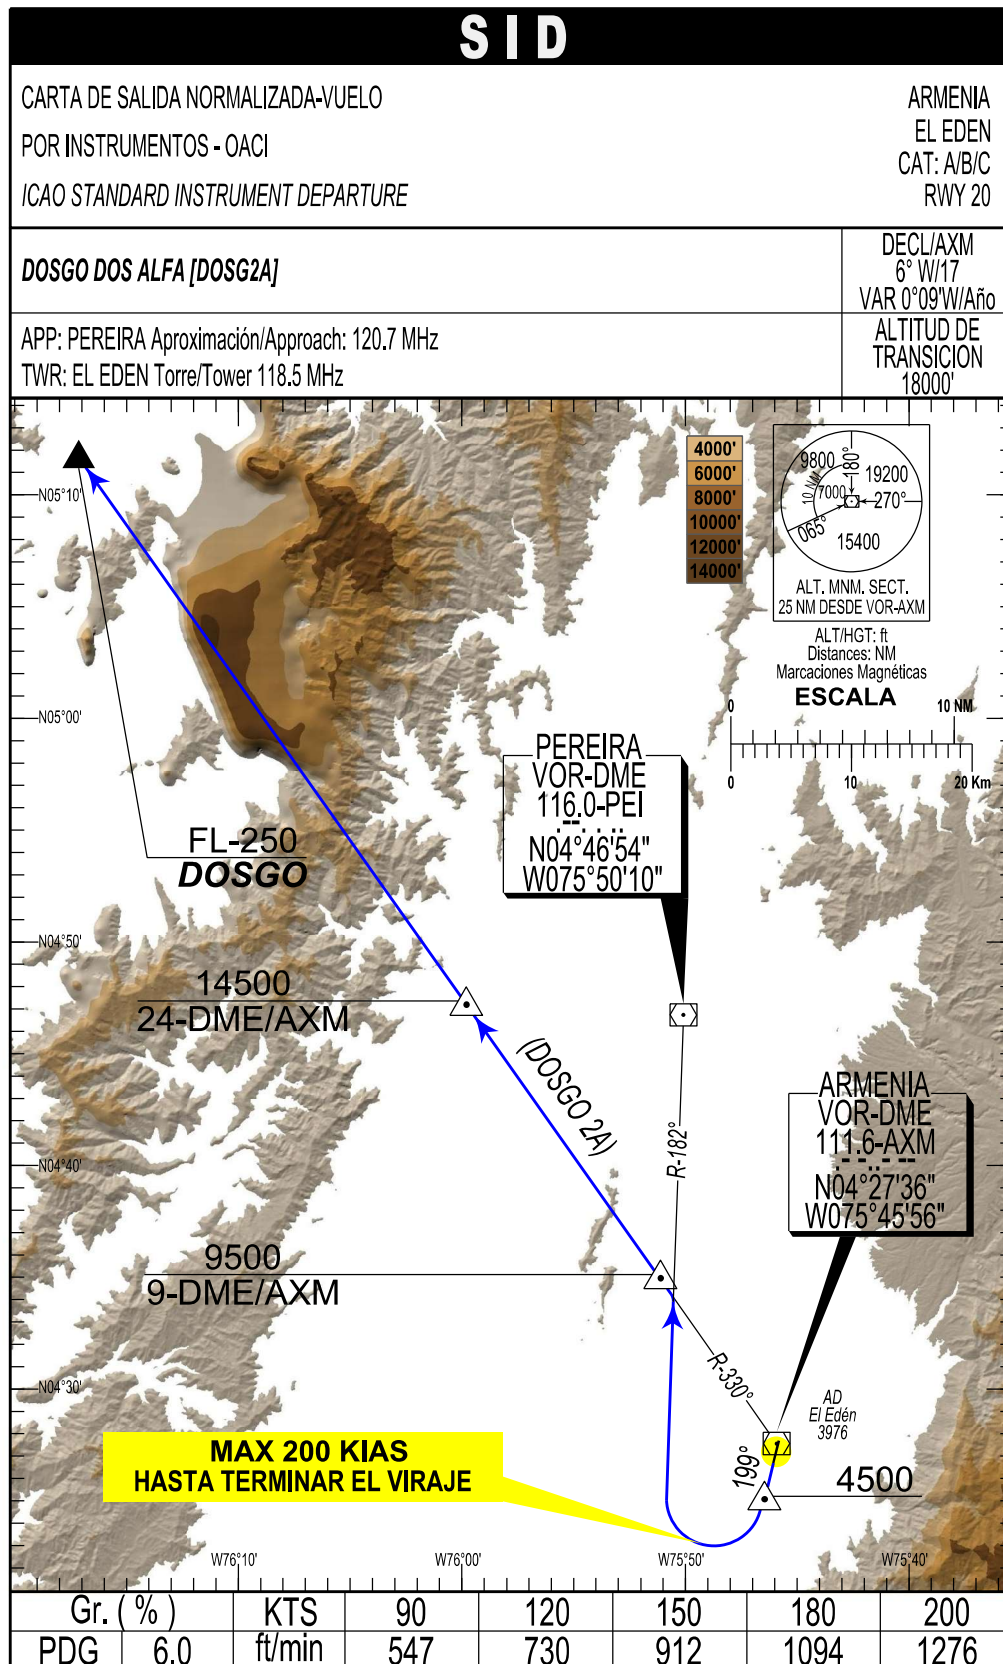 SID
CARTA DE SALIDA NORMALIZADA-VUELO
POR INSTRUMENTOS - OACI
ICAO STANDARD INSTRUMENT DEPARTURE
ARMENIA
EL EDEN
CAT: A/B/C
RWY 20
DOSGO DOS ALFA [DOSG2A]
DECL/AXM
6° W/17
VAR 0°09'W/Año
APP: PEREIRA Aproximación/Approach: 120.7 MHz
TWR: EL EDEN Torre/Tower 118.5 MHz
ALTITUD DE
TRANSICION
18000'
4000'
6000'
8000'
10000'
12000'
14000'
9800
180°
19200
10 NM
7000
270°
065°
15400
ALT. MNM. SECT.
25 NM DESDE VOR-AXM
ALT/HGT: ft
Distances: NM
Marcaciones Magnéticas
ESCALA
0 10 NM
0 10 20 Km
N05°10'
N05°00'
PEREIRA
VOR-DME
116.0-PEI
N04°46'54"
W075°50'10"
FL-250
DOSGO
N04°50'
14500
24-DME/AXM
(DOSGO 2A)
R-182°
ARMENIA
VOR-DME
111.6-AXM
N04°27'36"
W075°45'56"
N04°40'
9500
9-DME/AXM
R-330°
N04°30'
AD
El Edén
3976
MAX 200 KIAS
HASTA TERMINAR EL VIRAJE
199°
4500
W76°10' W76°00' W75°50' W75°40'
Gr. ( % ) KTS 90 120 150 180 200
PDG 6.0 ft/min 547 730 912 1094 1276